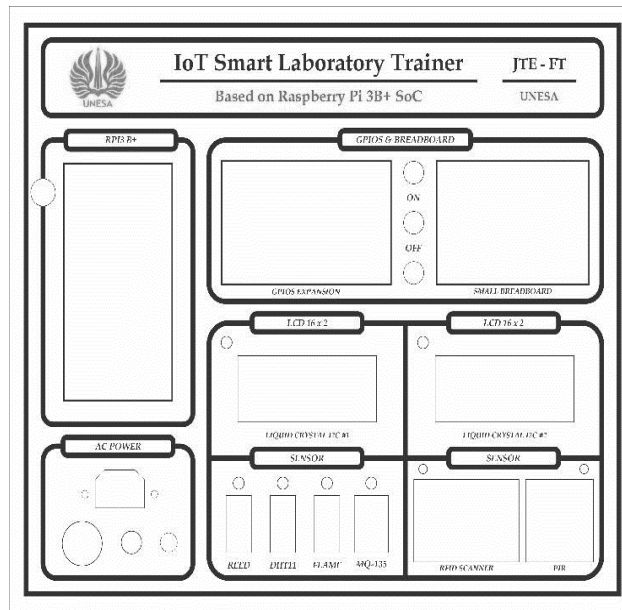 IoT Smart Laboratory Trainer
Based on Raspberry Pi 3B+ SoC
JTE - FT
UNESA
UNESA
RPI3 B+
GPIOS & BREADBOARD
ON
OFF
GPIOS EXPANSION
SMALL BREADBOARD
LCD 16 x 2
LCD 16 x 2
LIQUID CRYSTAL I2C #1
LIQUID CRYSTAL I2C #2
AC POWER
SENSOR
SENSOR
REED
DHT11
FLAME
MQ-135
RFID SCANNER
PIR